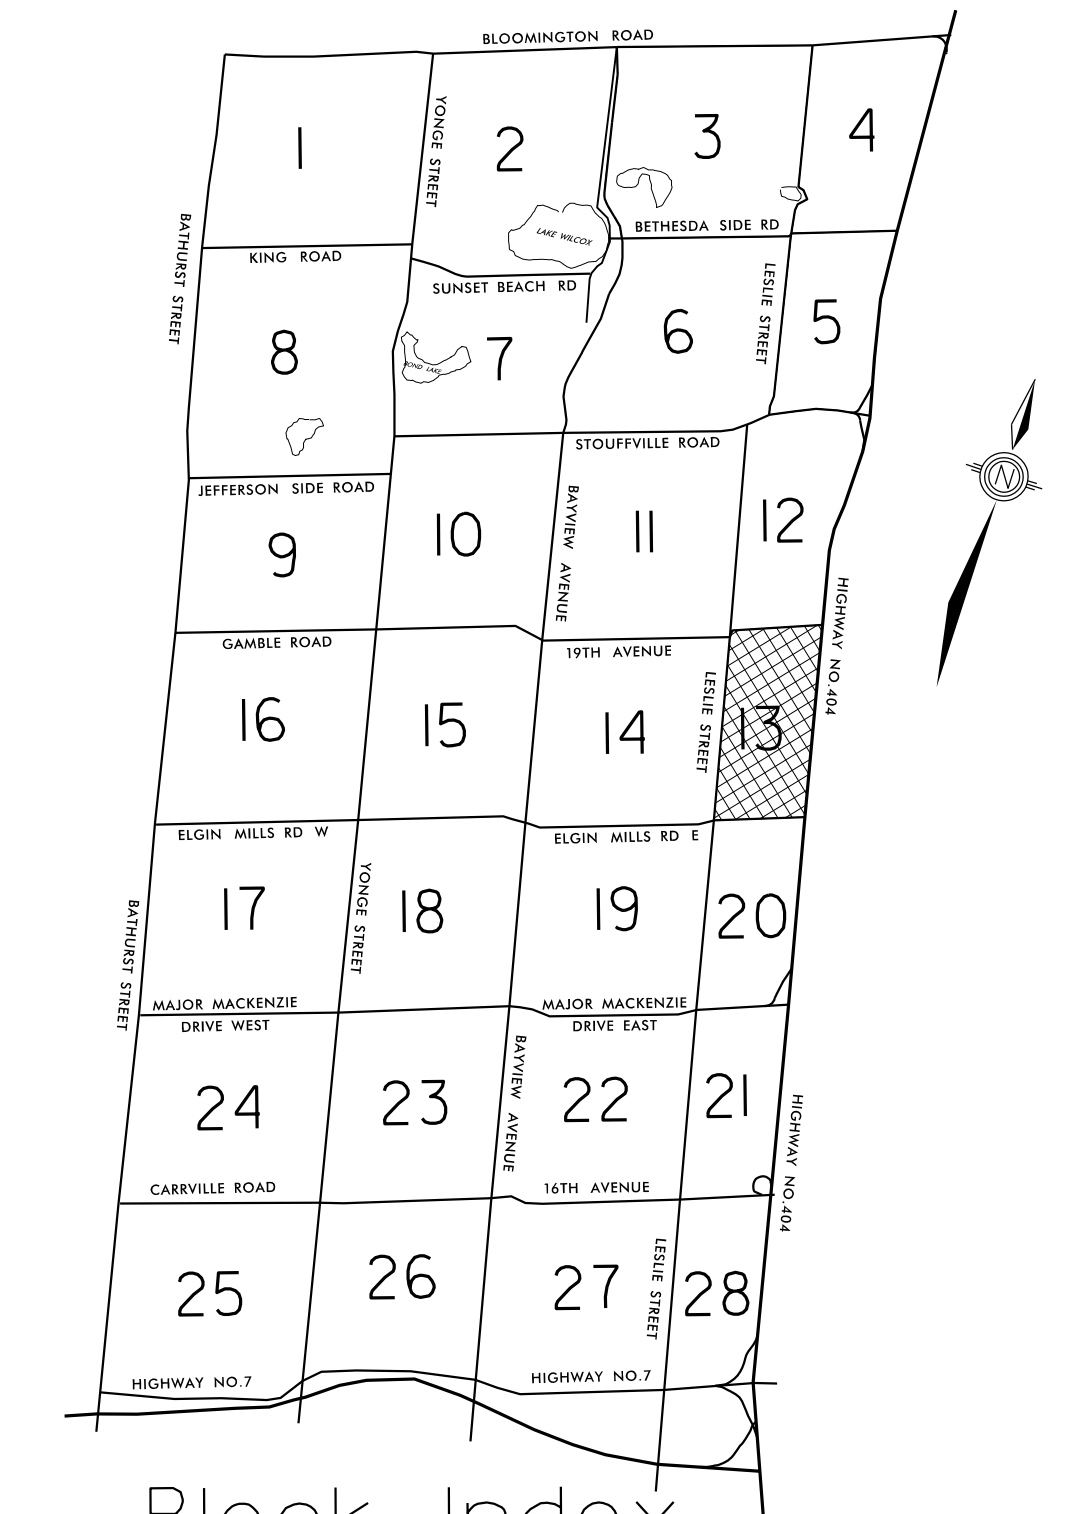 BLOOMINGTON ROAD
YONGE STREET
1
2
3
4
BATHURST STREET
LAKE WILCOX
BETHESDA SIDE RD
KING ROAD
SUNSET BEACH RD
LESLIE STREET
8
BOND LAKE
7
6
5
STOUFFVILLE ROAD
JEFFERSON SIDE ROAD
N
9
10
BAYVIEW AVENUE
11
12
HIGHWAY NO.404
GAMBLE ROAD
19TH AVENUE
16
15
14
LESLIE STREET
13
ELGIN MILLS RD W
ELGIN MILLS RD E
BATHURST STREET
17
YONGE STREET
18
19
20
MAJOR MACKENZIE
DRIVE WEST
MAJOR MACKENZIE
DRIVE EAST
24
23
BAYVIEW AVENUE
22
21
HIGHWAY NO.404
CARRVILLE ROAD
16TH AVENUE
25
26
27
LESLIE STREET
28
HIGHWAY NO.7
HIGHWAY NO.7
Block Index